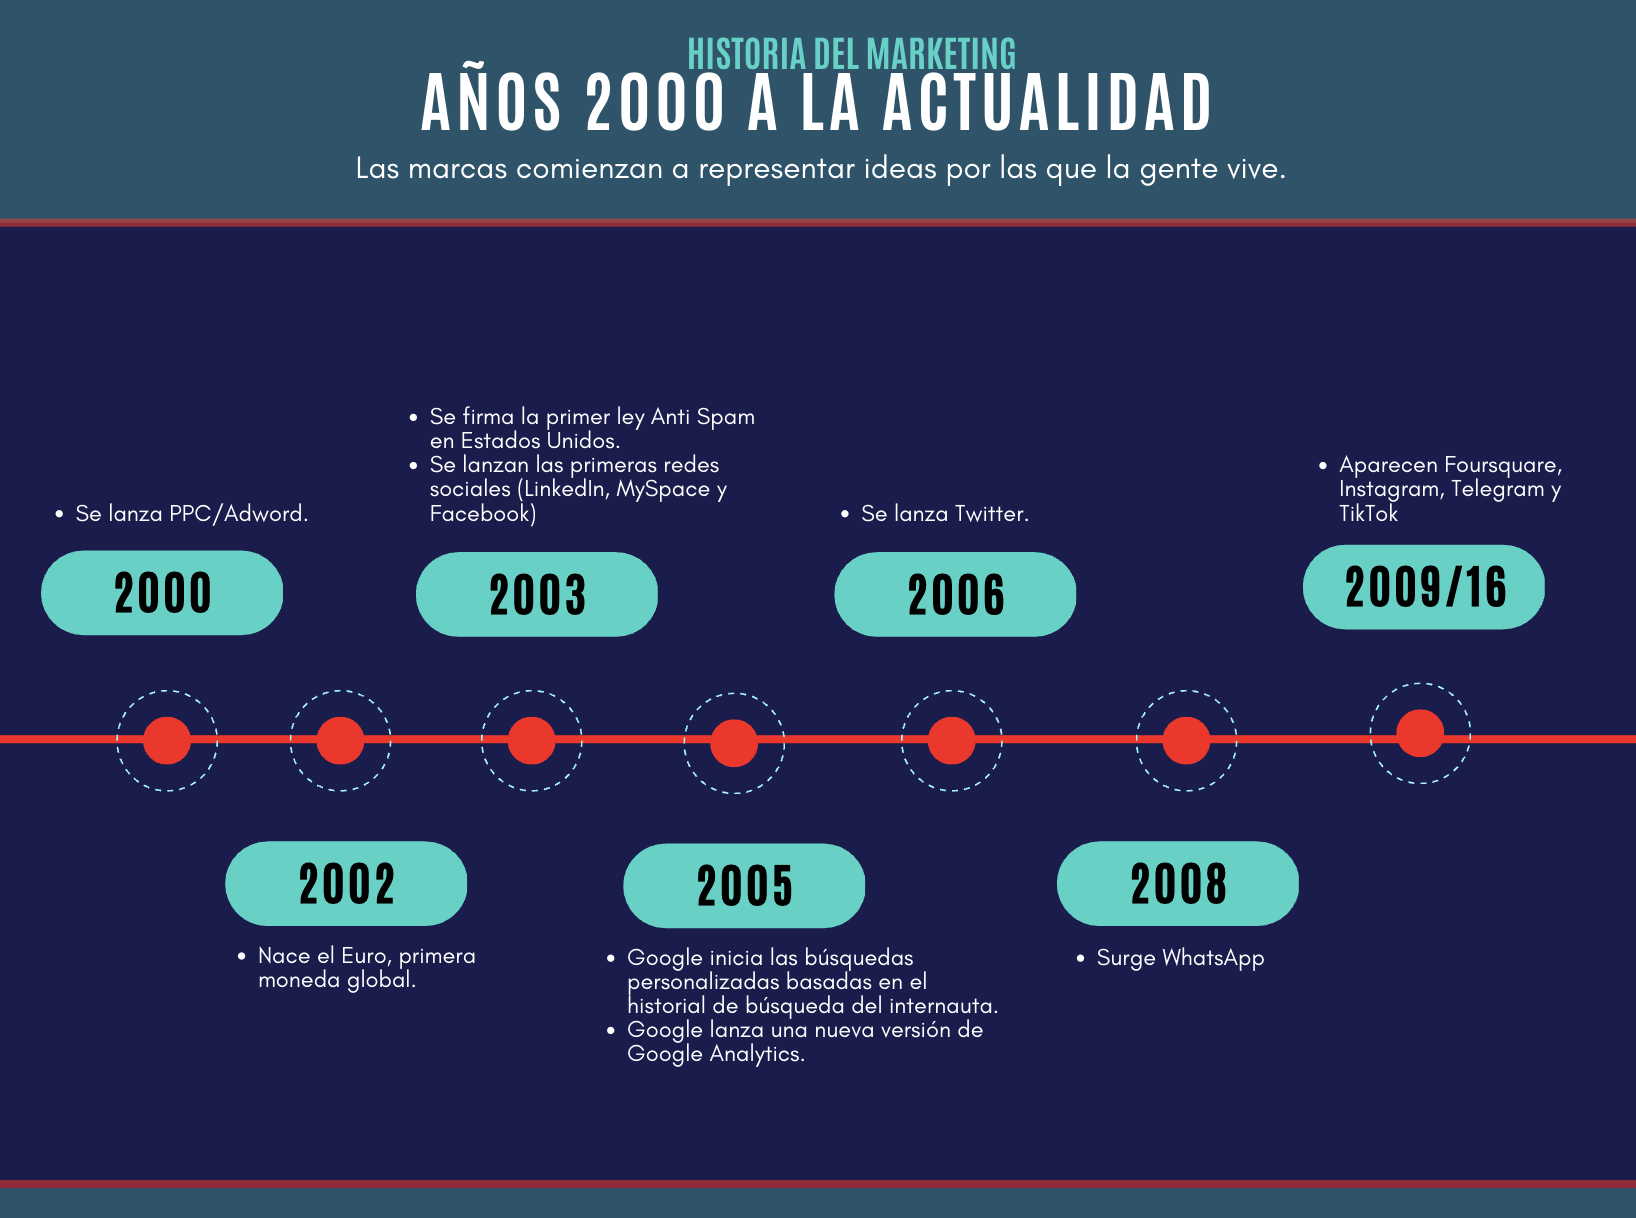 HISTORIA DEL MARKETING
AÑOS 2000 A LA ACTUALIDAD
Las marcas comienzan a representar ideas por las que la gente vive.
• Se lanza PPC/Adword.
2000
• Nace el Euro, primera
moneda global.
2002
• Se firma la primer ley Anti Spam
en Estados Unidos.
• Se lanzan las primeras redes
sociales (LinkedIn, MySpace y
Facebook)
2003
2005
• Google inicia las búsquedas
personalizadas basadas en el
historial de búsqueda del internauta.
• Google lanza una nueva versión de
Google Analytics.
• Se lanza Twitter.
2006
2008
• Surge WhatsApp
• Aparecen Foursquare,
Instagram, Telegram y
TikTok
2009/16